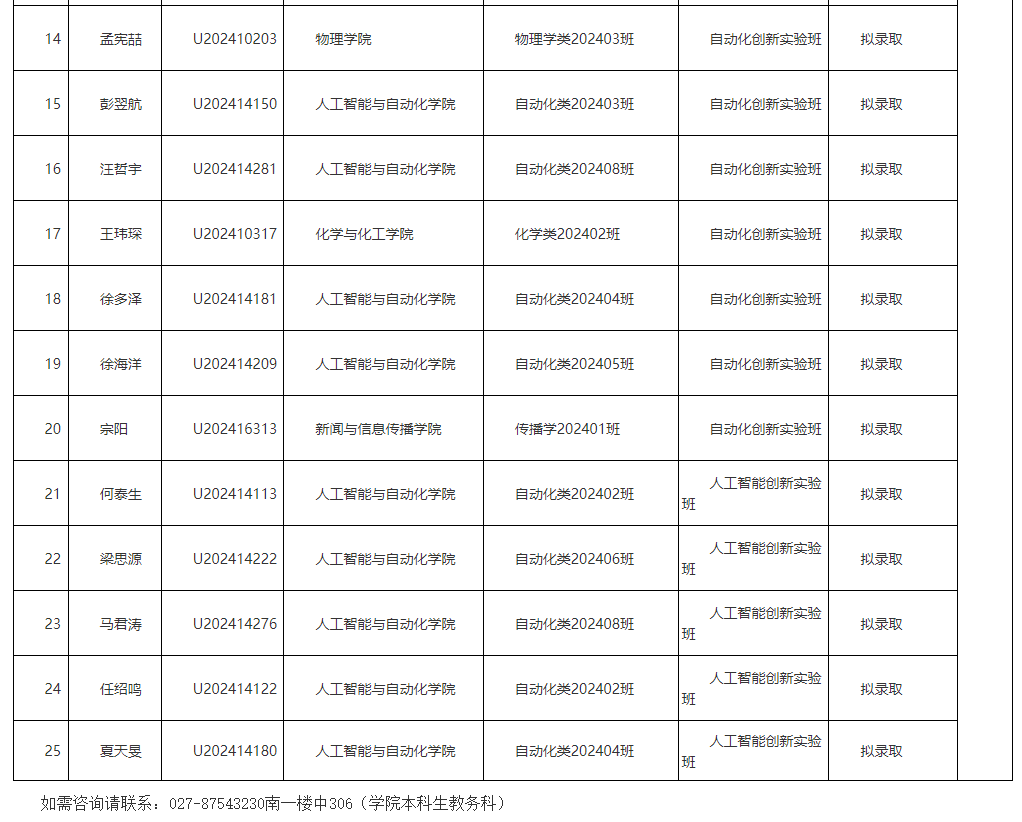 14 孟宪喆 U202410203 物理学院 物理学类202403班 自动化创新实验班 拟录取
15 彭翌航 U202414150 人工智能与自动化学院 自动化类202403班 自动化创新实验班 拟录取
16 汪哲宇 U202414281 人工智能与自动化学院 自动化类202408班 自动化创新实验班 拟录取
17 王玮琛 U202410317 化学与化工学院 化学类202402班 自动化创新实验班 拟录取
18 徐多泽 U202414181 人工智能与自动化学院 自动化类202404班 自动化创新实验班 拟录取
19 徐海洋 U202414209 人工智能与自动化学院 自动化类202405班 自动化创新实验班 拟录取
20 宗阳 U202416313 新闻与信息传播学院 传播学202401班 自动化创新实验班 拟录取
21 何泰生 U202414113 人工智能与自动化学院 自动化类202402班 人工智能创新实验班 拟录取
22 梁思源 U202414222 人工智能与自动化学院 自动化类202406班 人工智能创新实验班 拟录取
23 马君涛 U202414276 人工智能与自动化学院 自动化类202408班 人工智能创新实验班 拟录取
24 任绍鸣 U202414122 人工智能与自动化学院 自动化类202402班 人工智能创新实验班 拟录取
25 夏天旻 U202414180 人工智能与自动化学院 自动化类202404班 人工智能创新实验班 拟录取
如需咨询请联系：027-87543230南一楼中306（学院本科生教务科）